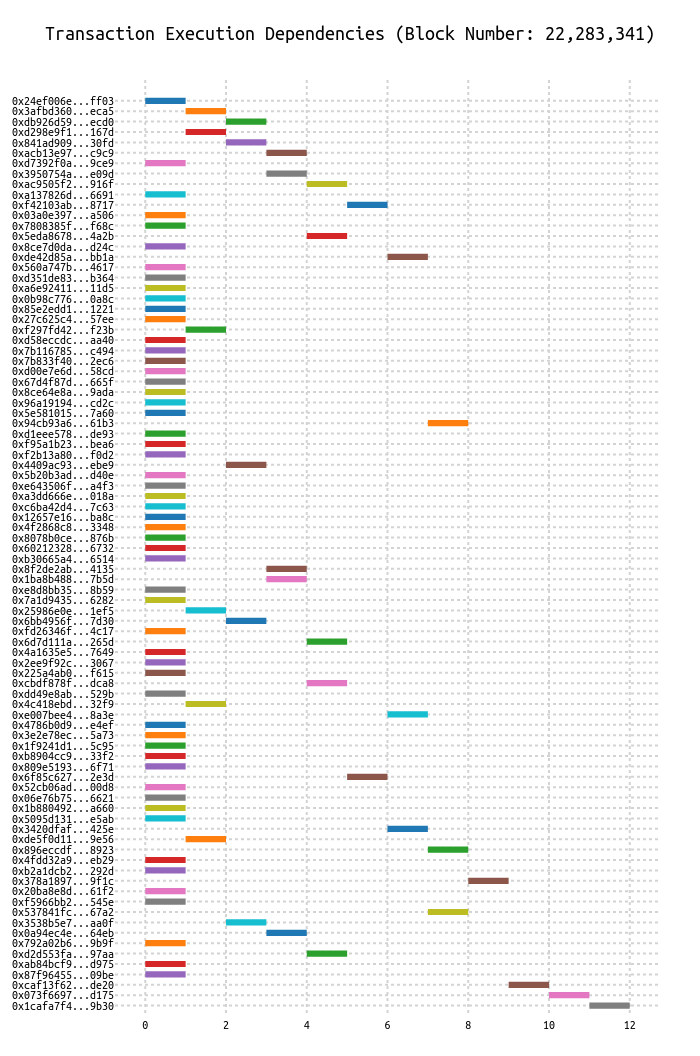 Transaction Execution Dependencies (Block Number: 22,283,341)
0x24ef006e...ff03
0x3afbd360...eca5
0xdb926d59...ecd0
0xd298e9f1...167d
0x841ad909...30fd
0xacb13e97...c9c9
0xd7392f0a...9ce9
0x3950754a...e09d
0xac9505f2...916f
0xa137826d...6691
0xf42103ab...8717
0x03a0e397...a506
0x7808385f...f68c
0x5eda8678...4a2b
0x8ce7d0da...d24c
0xde42d85a...bb1a
0x560a747b...4617
0xd351de83...b364
0xa6e92411...11d5
0x0b98c776...0a8c
0x85e2edd1...1221
0x27c625c4...57ee
0xf297fd42...f23b
0xd58eccdc...aa40
0x7b116785...c494
0x7b833f40...2ec6
0xd00e7e6d...58cd
0x67d4f87d...665f
0x8ce64e8a...9ada
0x96a19194...cd2c
0x5e581015...7a60
0x94cb93a6...61b3
0xd1eee578...de93
0xf95a1b23...bea6
0xf2b13a80...f0d2
0x4409ac93...ebe9
0x5b20b3ad...d40e
0xe643506f...a4f3
0xa3dd666e...018a
0xc6ba42d4...7c63
0x12657e16...ba8c
0x4f2868c8...3348
0x8078b0ce...876b
0x60212328...6732
0xb30665a4...6514
0x8f2de2ab...4135
0x1ba8b488...7b5d
0xe8d8bb35...8b59
0x7a1d9435...6282
0x25986e0e...1ef5
0x6bb4956f...7d30
0xfd26346f...4c17
0x6d7d111a...265d
0x4a1635e5...7649
0x2ee9f92c...3067
0x225a4ab0...f615
0xcbdf878f...dca8
0xdd49e8ab...529b
0x4c418ebd...32f9
0xe007bee4...8a3e
0x4786b0d9...e4ef
0x3e2e78ec...5a73
0x1f9241d1...5c95
0xb8904cc9...33f2
0x809e5193...6f71
0x6f85c627...2e3d
0x52cb06ad...00d8
0x06e76b75...6621
0x1b880492...a660
0x5095d131...e5ab
0x3420dfaf...425e
0xde5f0d11...9e56
0x896eccdf...8923
0x4fdd32a9...eb29
0xb2a1dcb2...292d
0x378a1897...9f1c
0x20ba8e8d...61f2
0xf5966bb2...545e
0x537841fc...67a2
0x3538b5e7...aa0f
0x0a94ec4e...64eb
0x792a02b6...9b9f
0xd2d553fa...97aa
0xab84bcf9...d975
0x87f96455...09be
0xcaf13f62...de20
0x073f6697...d175
0x1cafa7f4...9b30
0 2 4 6 8 10 12